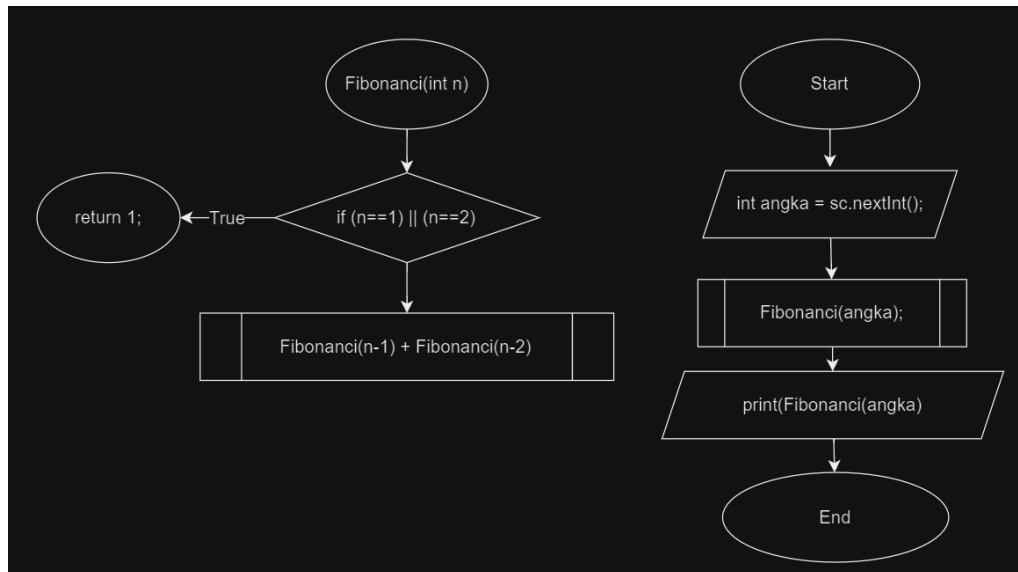 Fibonanci(int n)
return 1;
True
if (n==1) || (n==2)
Fibonanci(n-1) + Fibonanci(n-2)
Start
int angka = sc.nextInt();
Fibonanci(angka);
print(Fibonanci(angka)
End